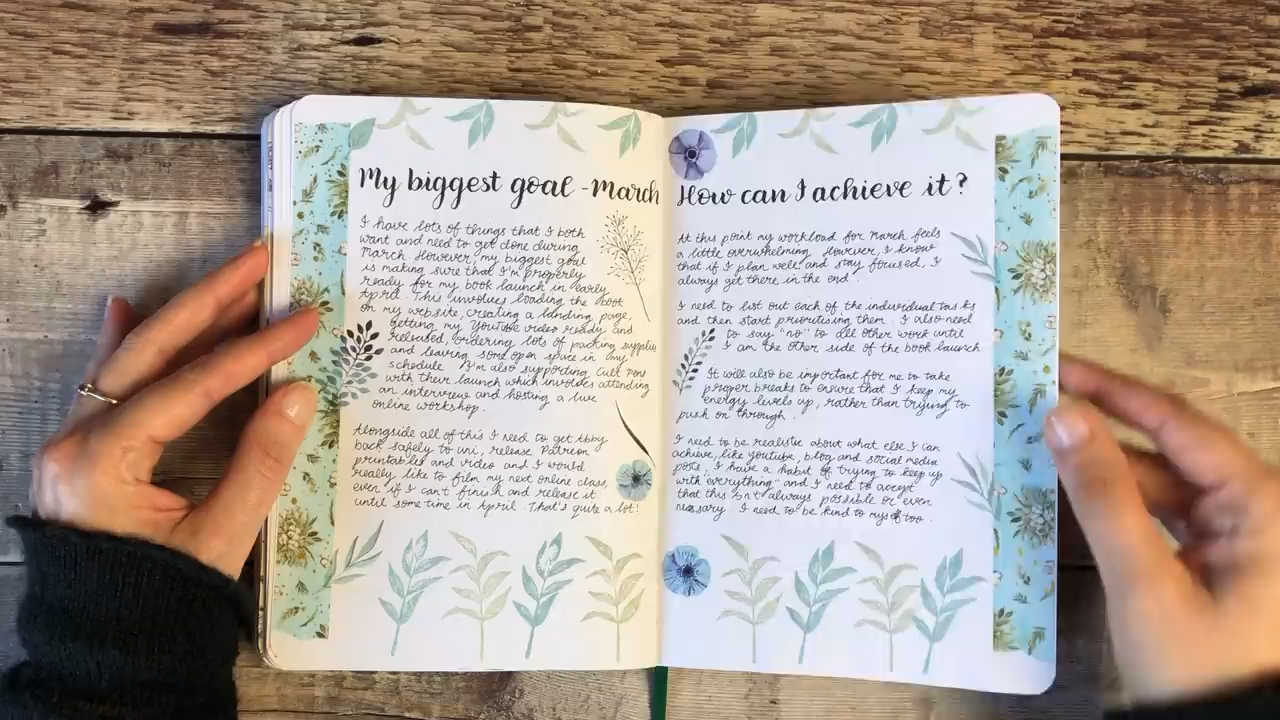 My biggest goal - March
I have lots of things that I both
want and need to get done during
March. However, my biggest goal
is making sure that I'm properly
ready for my book launch in early
April. This involves loading the book
on my website, creating a landing page,
getting my YouTube video ready and
released, ordering lots of packing supplies
and leaving some open space in my
schedule. I'm also supporting Cult Pens
with their launch which involves attending
an interview and hosting a live
online workshop.
Alongside all of this I need to get Abby
back safely to uni, release Patreon
printables and video and I would
really like to film my next online class,
even if I can't finish and release it
until some time in April. That's quite a lot!
How can I achieve it?
At this point my workload for March feels
a little overwhelming. However, I know
that if I plan well and stay focused, I
always get there in the end.
I need to list out each of the individual tasks
and then start prioritising them. I also need
to say "no" to all other work until
I am the other side of the book launch
It will also be important for me to take
proper breaks to ensure that I keep my
energy levels up, rather than trying to
push on through.
I need to be realistic about what else I can
achieve, like YouTube, blog and social media
posts. I have a habit of trying to keep up
with "everything" and I need to accept
that this isn't always possible or even
necessary. I need to be kind to myself too.